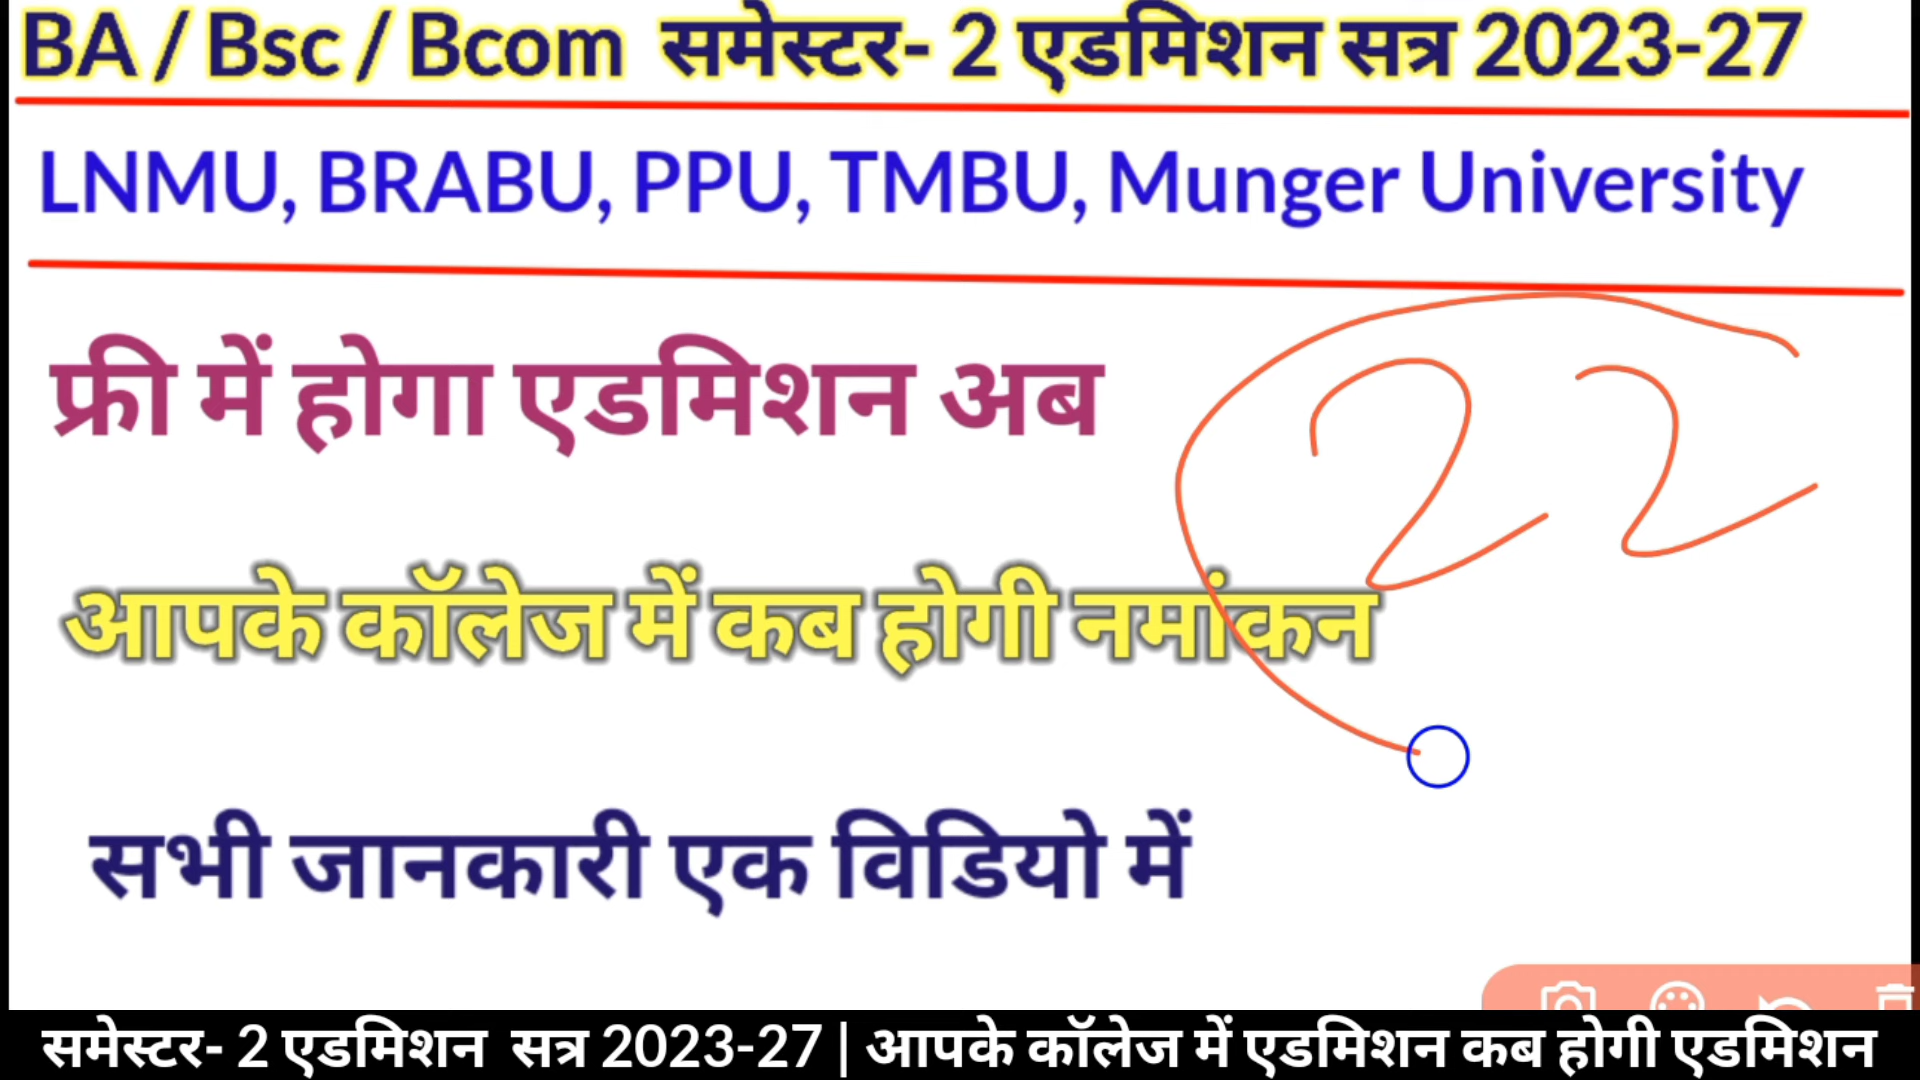 BA / Bsc / Bcom समेस्टर- 2 एडमिशन सत्र 2023-27
LNMU, BRABU, PPU, TMBU, Munger University
फ्री में होगा एडमिशन अब
22
आपके कॉलेज में कब होगी नमांकन
सभी जानकारी एक विडियो में
समेस्टर- 2 एडमिशन सत्र 2023-27 | आपके कॉलेज में एडमिशन कब होगी एडमिशन